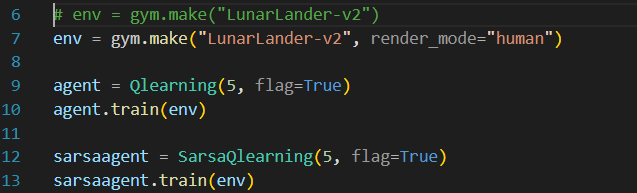 6 # env = gym.make("LunarLander-v2")
7 env = gym.make("LunarLander-v2", render_mode="human")
8
9 agent = Qlearning(5, flag=True)
10 agent.train(env)
11
12 sarsaagent = SarsaQlearning(5, flag=True)
13 sarsaagent.train(env)